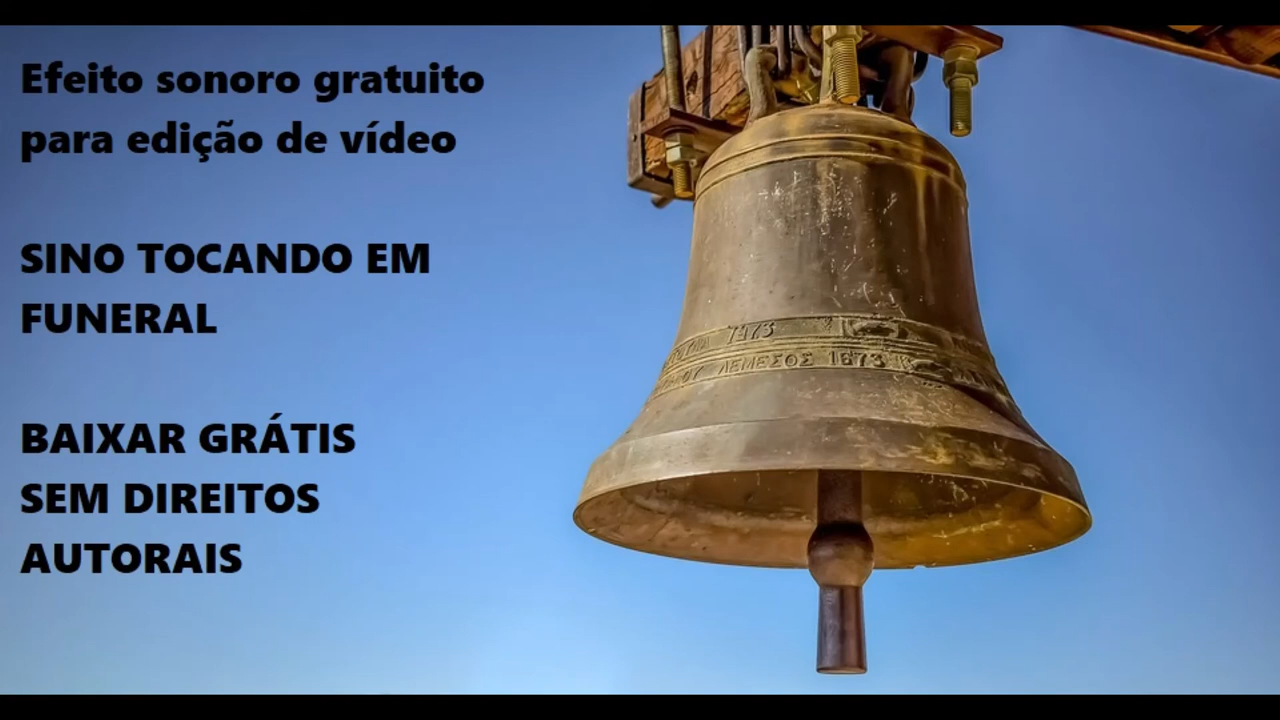 Efeito sonoro gratuito
para edição de vídeo
SINO TOCANDO EM
FUNERAL
BAIXAR GRÁTIS
SEM DIREITOS
AUTORAIS
ΛΕΜΕΣΟΣ 1673